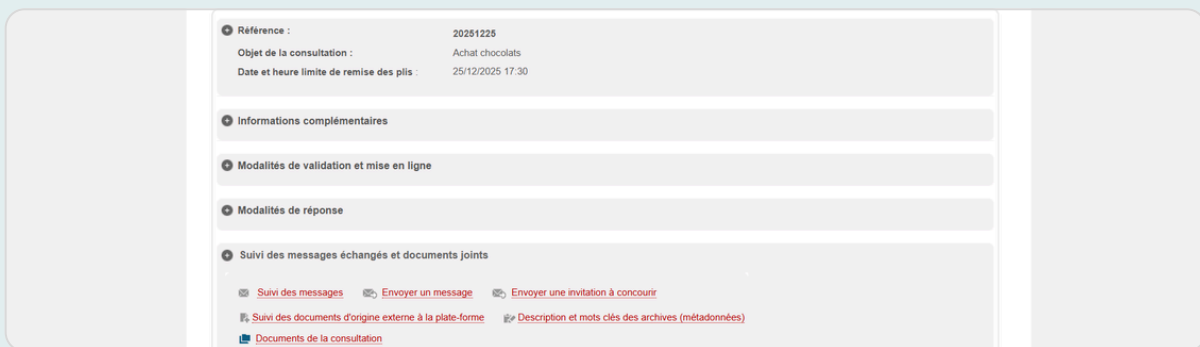 Référence : 20251225
Objet de la consultation : Achat chocolats
Date et heure limite de remise des plis : 25/12/2025 17:30
Informations complémentaires
Modalités de validation et mise en ligne
Modalités de réponse
Suivi des messages échangés et documents joints
Suivi des messages Envoyer un message Envoyer une invitation à concourir
Suivi des documents d'origine externe à la plate-forme Description et mots clés des archives (métadonnées)
Documents de la consultation